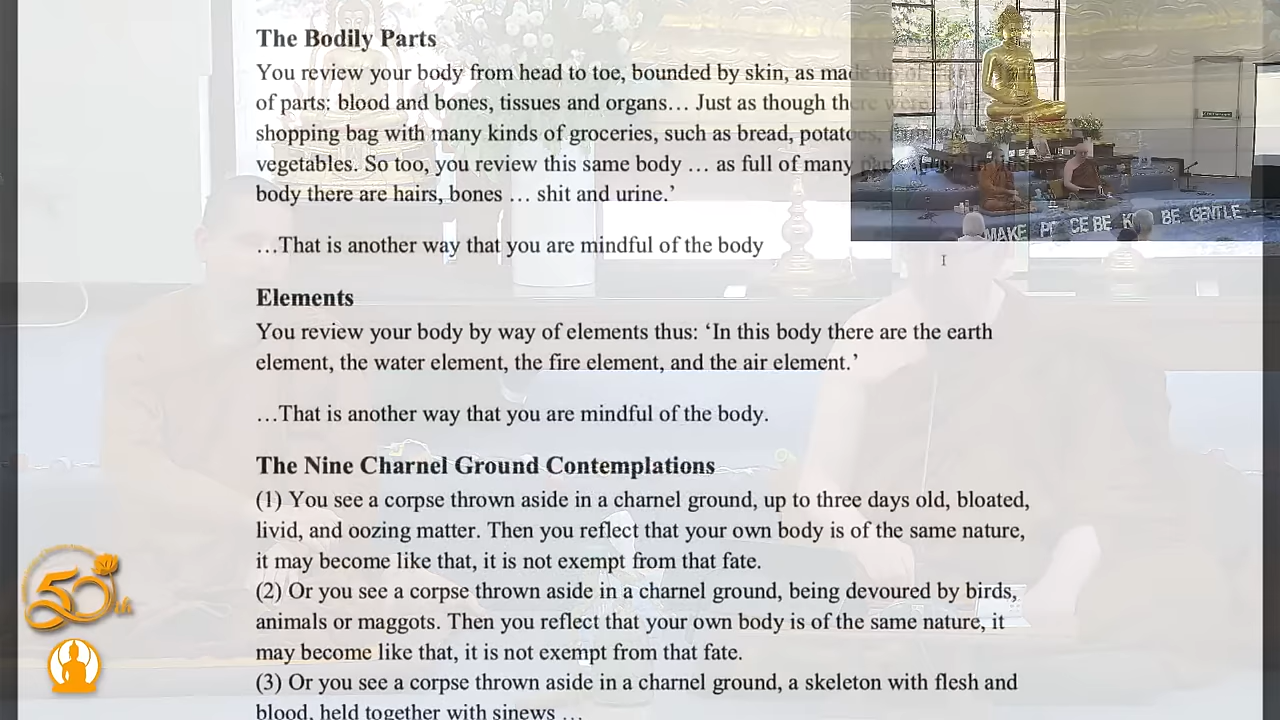 The Bodily Parts
You review your body from head to toe, bounded by skin, as made up of
of parts: blood and bones, tissues and organs… Just as though there were a
shopping bag with many kinds of groceries, such as bread, potatoes,
vegetables. So too, you review this same body … as full of many parts
body there are hairs, bones … shit and urine.’
…That is another way that you are mindful of the body
Elements
You review your body by way of elements thus: ‘In this body there are the earth
element, the water element, the fire element, and the air element.’
…That is another way that you are mindful of the body.
The Nine Charnel Ground Contemplations
(1) You see a corpse thrown aside in a charnel ground, up to three days old, bloated,
livid, and oozing matter. Then you reflect that your own body is of the same nature,
it may become like that, it is not exempt from that fate.
(2) Or you see a corpse thrown aside in a charnel ground, being devoured by birds,
animals or maggots. Then you reflect that your own body is of the same nature, it
may become like that, it is not exempt from that fate.
(3) Or you see a corpse thrown aside in a charnel ground, a skeleton with flesh and
blood, held together with sinews …
MAKE CE BE BE GENTLE
50th